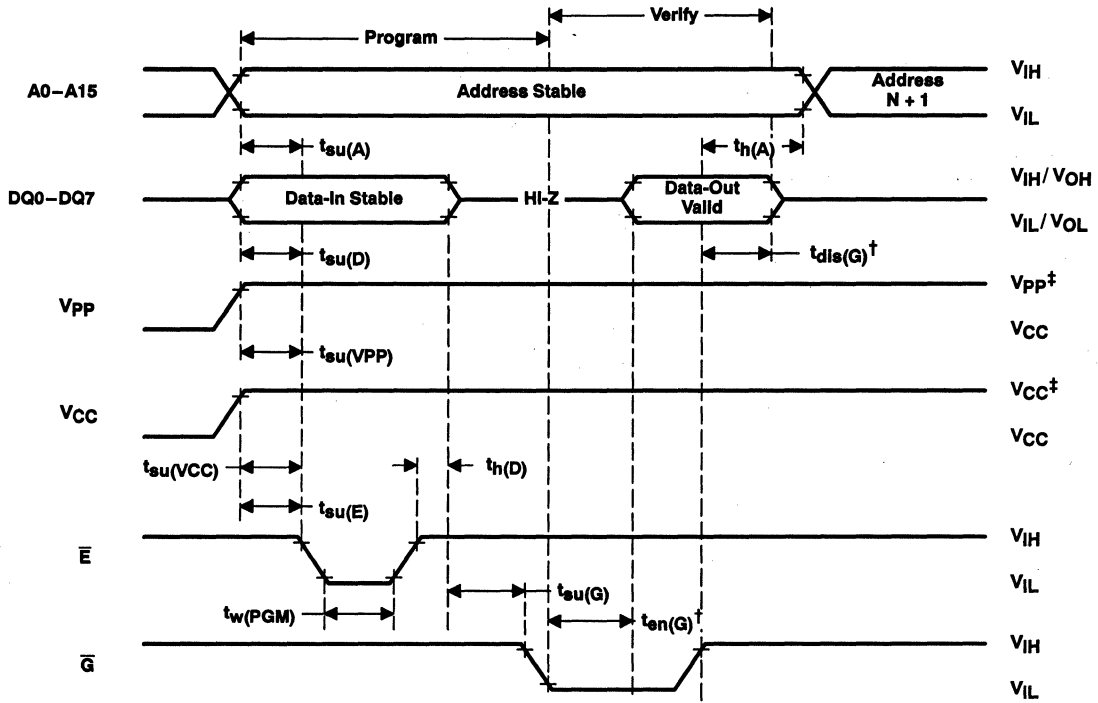 Verify
Program
A0–A15
Address Stable
Address
N + 1
VIH
VIL
tsu(A)
th(A)
DQ0–DQ7
Data-In Stable
HI-Z
Data-Out
Valid
VIH/VOH
VIL/VOL
tsu(D)
tdis(G)†
VPP
VPP‡
VCC
tsu(VPP)
VCC
VCC‡
VCC
tsu(VCC)
th(D)
tsu(E)
E̅
VIH
VIL
tw(PGM)
tsu(G)
ten(G)†
G̅
VIH
VIL